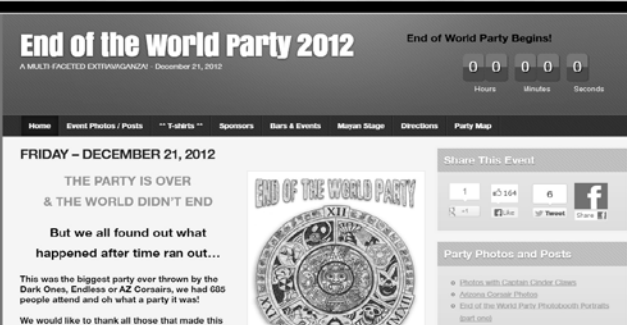 End of the World Party 2012
A MULTI-FACETED EXTRAVAGANZA! - December 21, 2012
End of World Party Begins!
0 0 0 0 0
Hours Minutes Seconds
Home Event Photos / Posts ** T-shirts ** Sponsors Bars & Events Mayan Stage Directions Party Map
FRIDAY – DECEMBER 21, 2012
THE PARTY IS OVER
& THE WORLD DIDN'T END
But we all found out what
happened after time ran out…
This was the biggest party ever thrown by the
Dark Ones, Endless or AZ Corsairs, we had 685
people attend and oh what a party it was!
We would like to thank all those that made this
END OF THE WORLD PARTY
XII
Share This Event
1 164 6
+1 Like Tweet Share
Party Photos and Posts
Photos with Captain Cinder Claws
Arizona Corsair Photos
End of the World Party Photobooth Portraits
(part one)